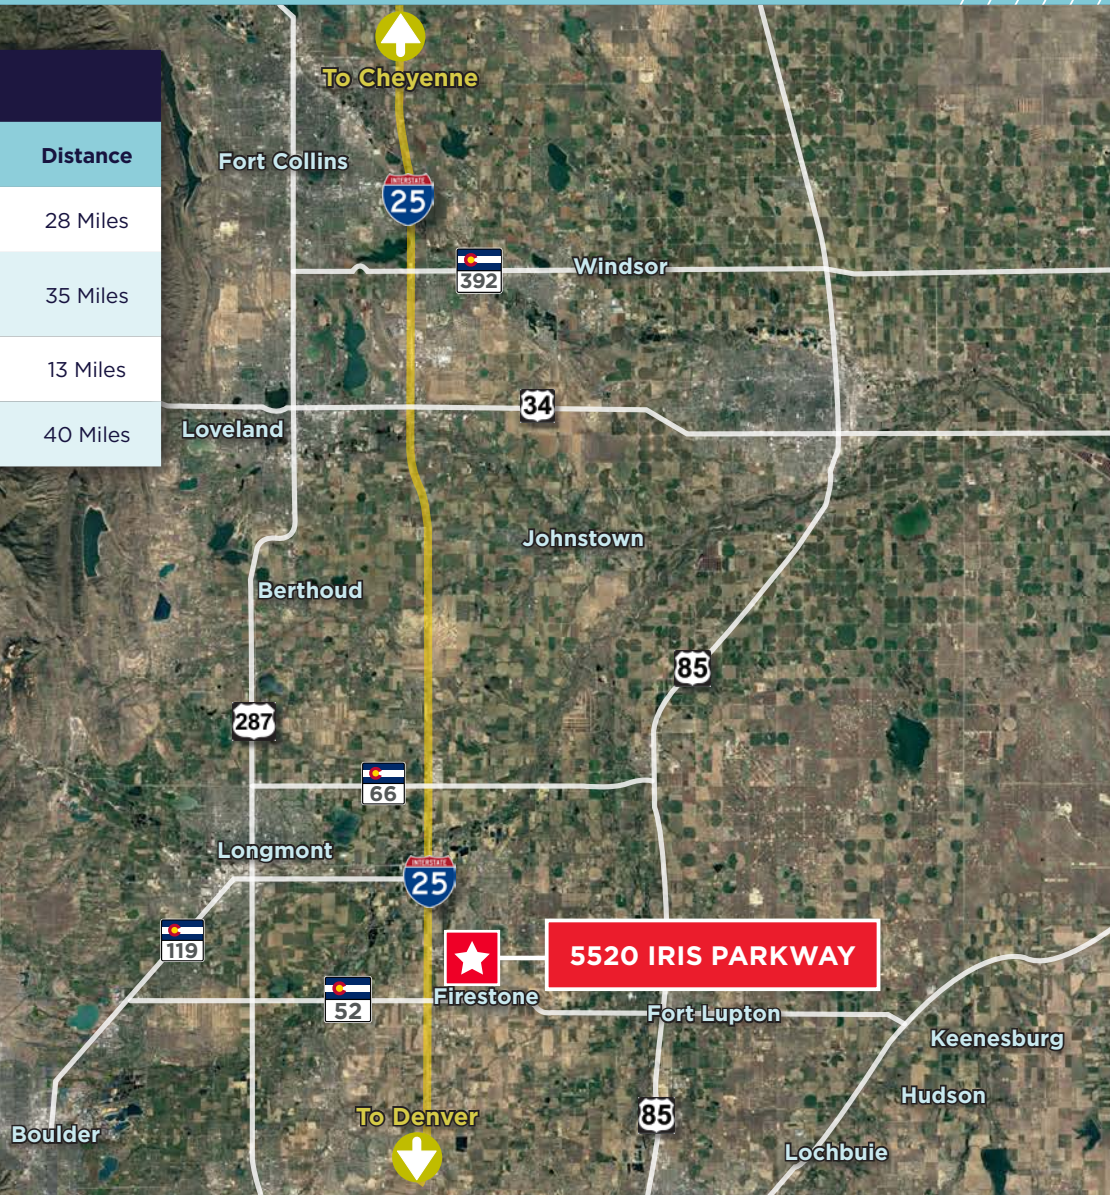 To Cheyenne
Distance
28 Miles
35 Miles
13 Miles
40 Miles
Fort Collins
INTERSTATE
25
392
Windsor
34
Loveland
Johnstown
Berthoud
85
287
66
Longmont
INTERSTATE
25
119
5520 IRIS PARKWAY
52
Firestone
Fort Lupton
Keenesburg
Hudson
85
To Denver
Boulder
Lochbuie